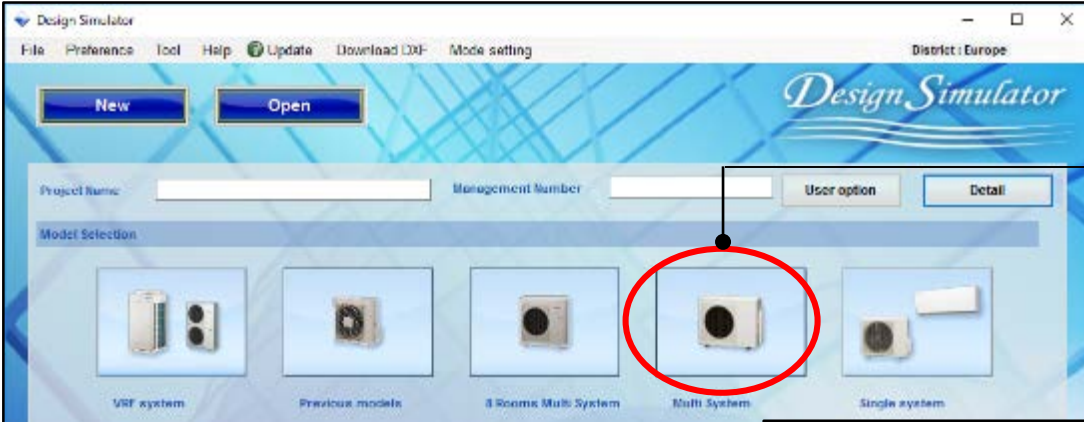 Design Simulator
File Preference Tool Help Update Download DXF Mode setting District : Europe
New Open Design Simulator
Project Name Management Number User option Detail
Model Selection
VRF system Previous models 8 Rooms Multi System Multi System Single system